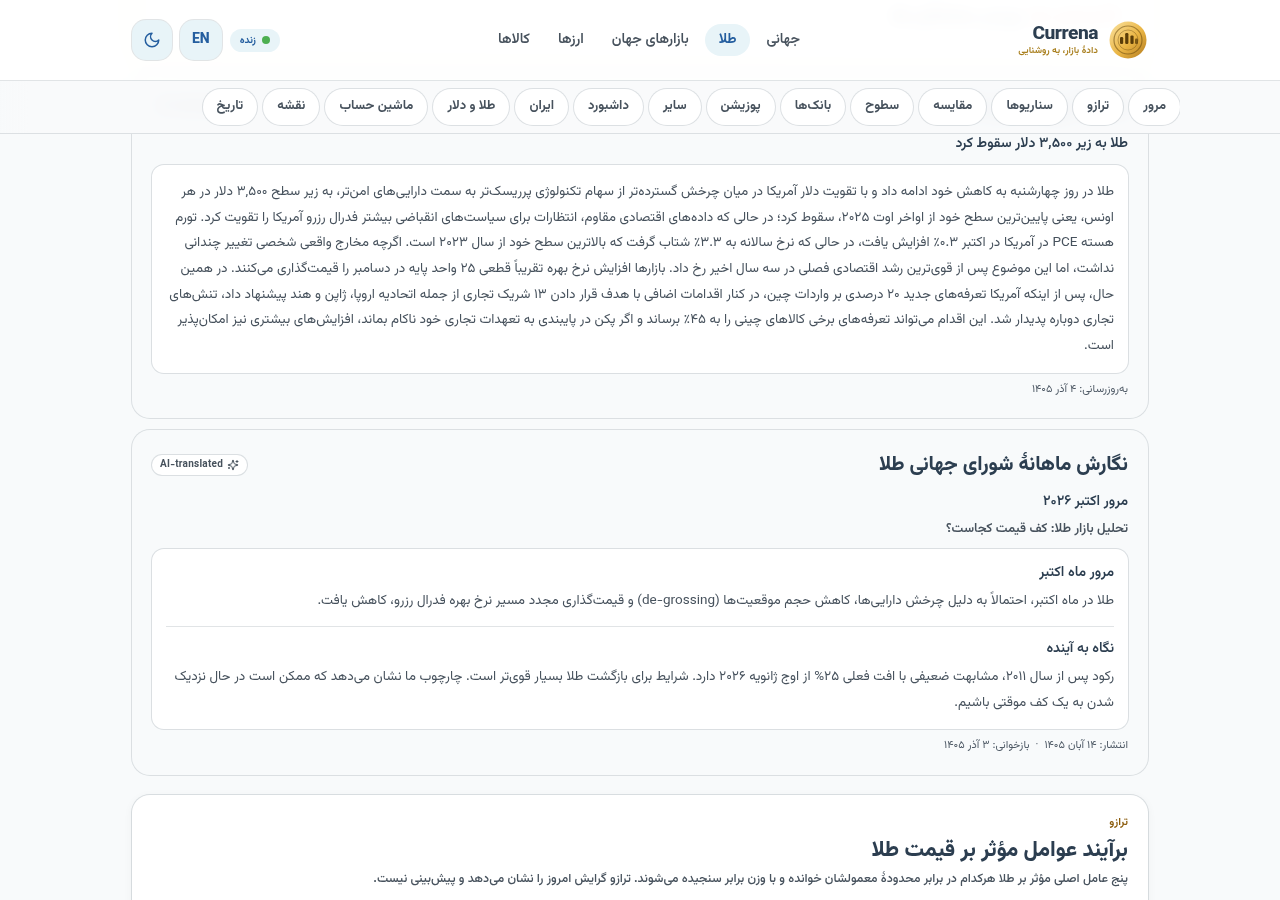 Currena
دادهٔ بازار، به روشنایی
جهانی
طلا
بازارهای جهان
ارزها
کالاها
زنده
EN
مرور
ترازو
سناریوها
مقایسه
سطوح
بانک‌ها
پوزیشن
سایر
داشبورد
ایران
طلا و دلار
ماشین حساب
نقشه
تاریخ
طلا به زیر ۳,۵۰۰ دلار سقوط کرد
طلا در روز چهارشنبه به کاهش خود ادامه داد و با تقویت دلار آمریکا در میان چرخش گسترده‌تر از سهام تکنولوژی پرریسک‌تر به سمت دارایی‌های امن‌تر، به زیر سطح ۳,۵۰۰ دلار در هر
اونس، یعنی پایین‌ترین سطح خود از اواخر اوت ۲۰۲۵، سقوط کرد؛ در حالی که داده‌های اقتصادی مقاوم، انتظارات برای سیاست‌های انقباضی بیشتر فدرال رزرو آمریکا را تقویت کرد. تورم
هسته PCE در آمریکا در اکتبر ۰.۳٪ افزایش یافت، در حالی که نرخ سالانه به ۳.۳٪ شتاب گرفت که بالاترین سطح خود از سال ۲۰۲۳ است. اگرچه مخارج واقعی شخصی تغییر چندانی
نداشت، اما این موضوع پس از قوی‌ترین رشد اقتصادی فصلی در سه سال اخیر رخ داد. بازارها افزایش نرخ بهره تقریباً قطعی ۲۵ واحد پایه در دسامبر را قیمت‌گذاری می‌کنند. در همین
حال، پس از اینکه آمریکا تعرفه‌های جدید ۲۰ درصدی بر واردات چین، در کنار اقدامات اضافی با هدف قرار دادن ۱۳ شریک تجاری از جمله اتحادیه اروپا، ژاپن و هند پیشنهاد داد، تنش‌های
تجاری دوباره پدیدار شد. این اقدام می‌تواند تعرفه‌های برخی کالاهای چینی را به ۴۵٪ برساند و اگر پکن در پایبندی به تعهدات تجاری خود ناکام بماند، افزایش‌های بیشتری نیز امکان‌پذیر
است.
به‌روزرسانی: ۴ آذر ۱۴۰۵
نگارش ماهانهٔ شورای جهانی طلا
AI-translated
مرور اکتبر ۲۰۲۶
تحلیل بازار طلا: کف قیمت کجاست؟
مرور ماه اکتبر
طلا در ماه اکتبر، احتمالاً به دلیل چرخش دارایی‌ها، کاهش حجم موقعیت‌ها (de-grossing) و قیمت‌گذاری مجدد مسیر نرخ بهره فدرال رزرو، کاهش یافت.
نگاه به آینده
رکود پس از سال ۲۰۱۱، مشابهت ضعیفی با افت فعلی ۲۵% از اوج ژانویه ۲۰۲۶ دارد. شرایط برای بازگشت طلا بسیار قوی‌تر است. چارچوب ما نشان می‌دهد که ممکن است در حال نزدیک
شدن به یک کف موقتی باشیم.
انتشار: ۱۴ آبان ۱۴۰۵ · بازخوانی: ۳ آذر ۱۴۰۵
ترازو
برآیند عوامل مؤثر بر قیمت طلا
پنج عامل اصلی مؤثر بر طلا هرکدام در برابر محدودهٔ معمولشان خوانده و با وزن برابر سنجیده می‌شوند. ترازو گرایش امروز را نشان می‌دهد و پیش‌بینی نیست.